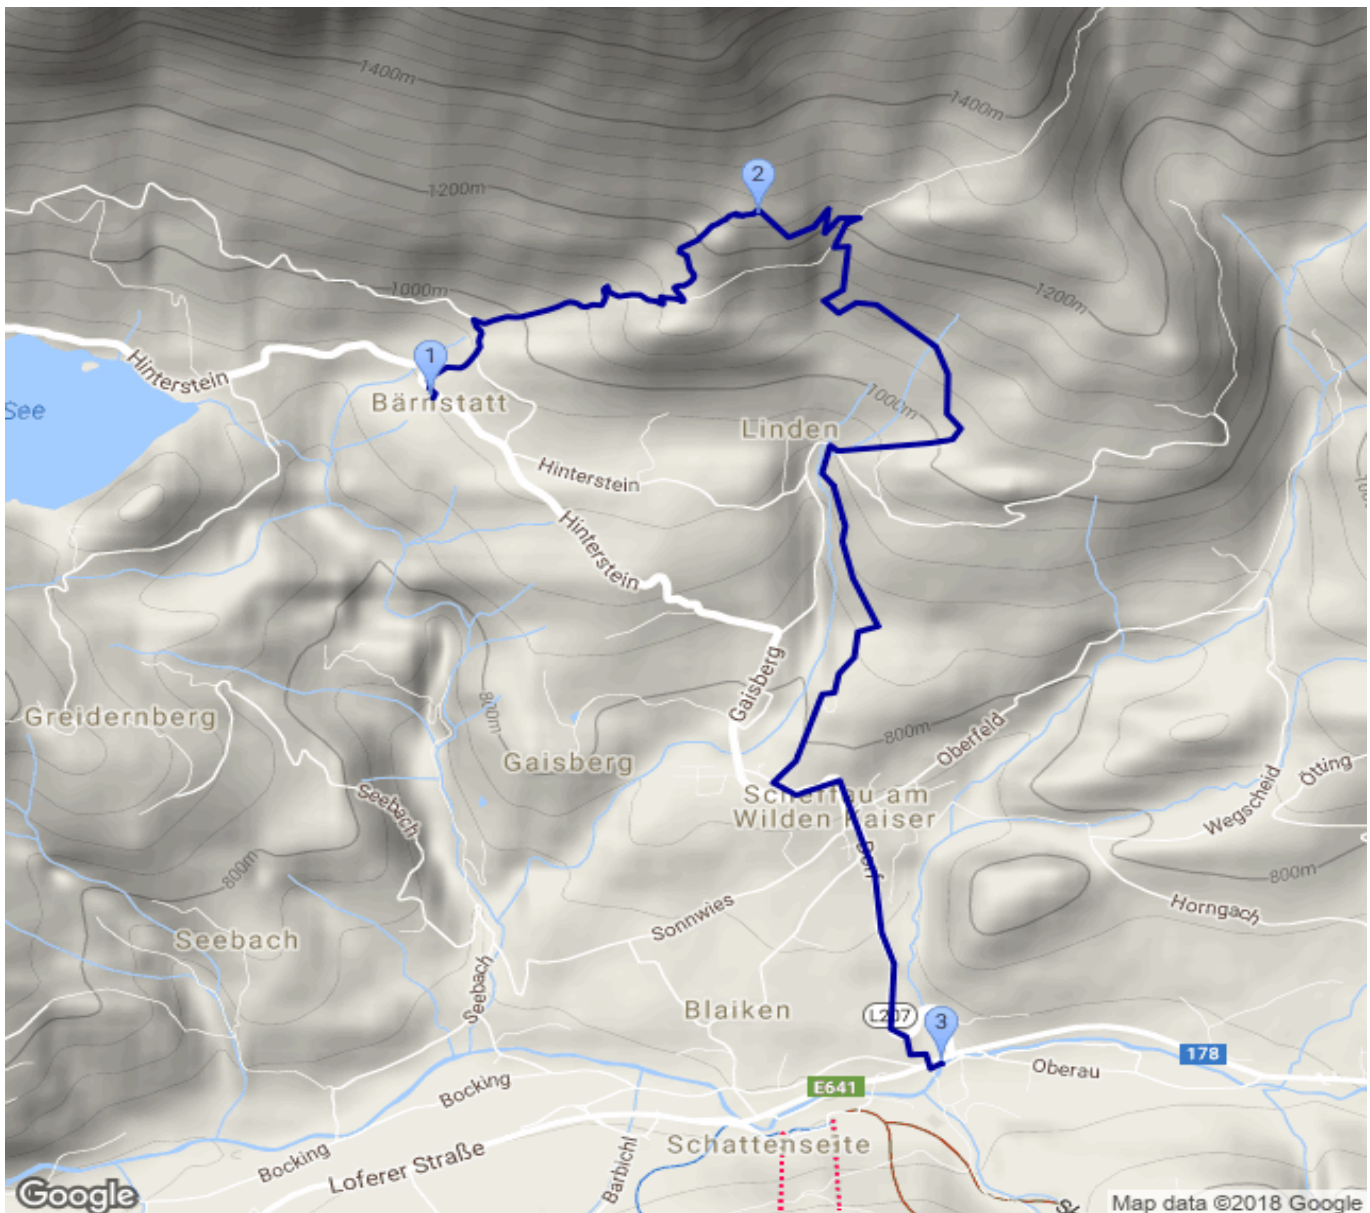 1400m
1400m
2
1200m
1000m
1200m
1
Hinterstein
See
Bärnstatt
1000m
Linden
Hinterstein
Hinterstein
Gaisberg
800m
Greidernberg
800m
Oberfeld
Gaisberg
Ötting
Seebach
Scheffau am
Wilden Kaiser
Wegscheid
800m
Dorf
800m
Horngach
Sonnwies
Seebach
Seebach
Blaiken
L207
3
178
Oberau
Bocking
E641
Schattenseite
Loferer Straße
Bocking
Barbichl
Google
Map data ©2018 Google